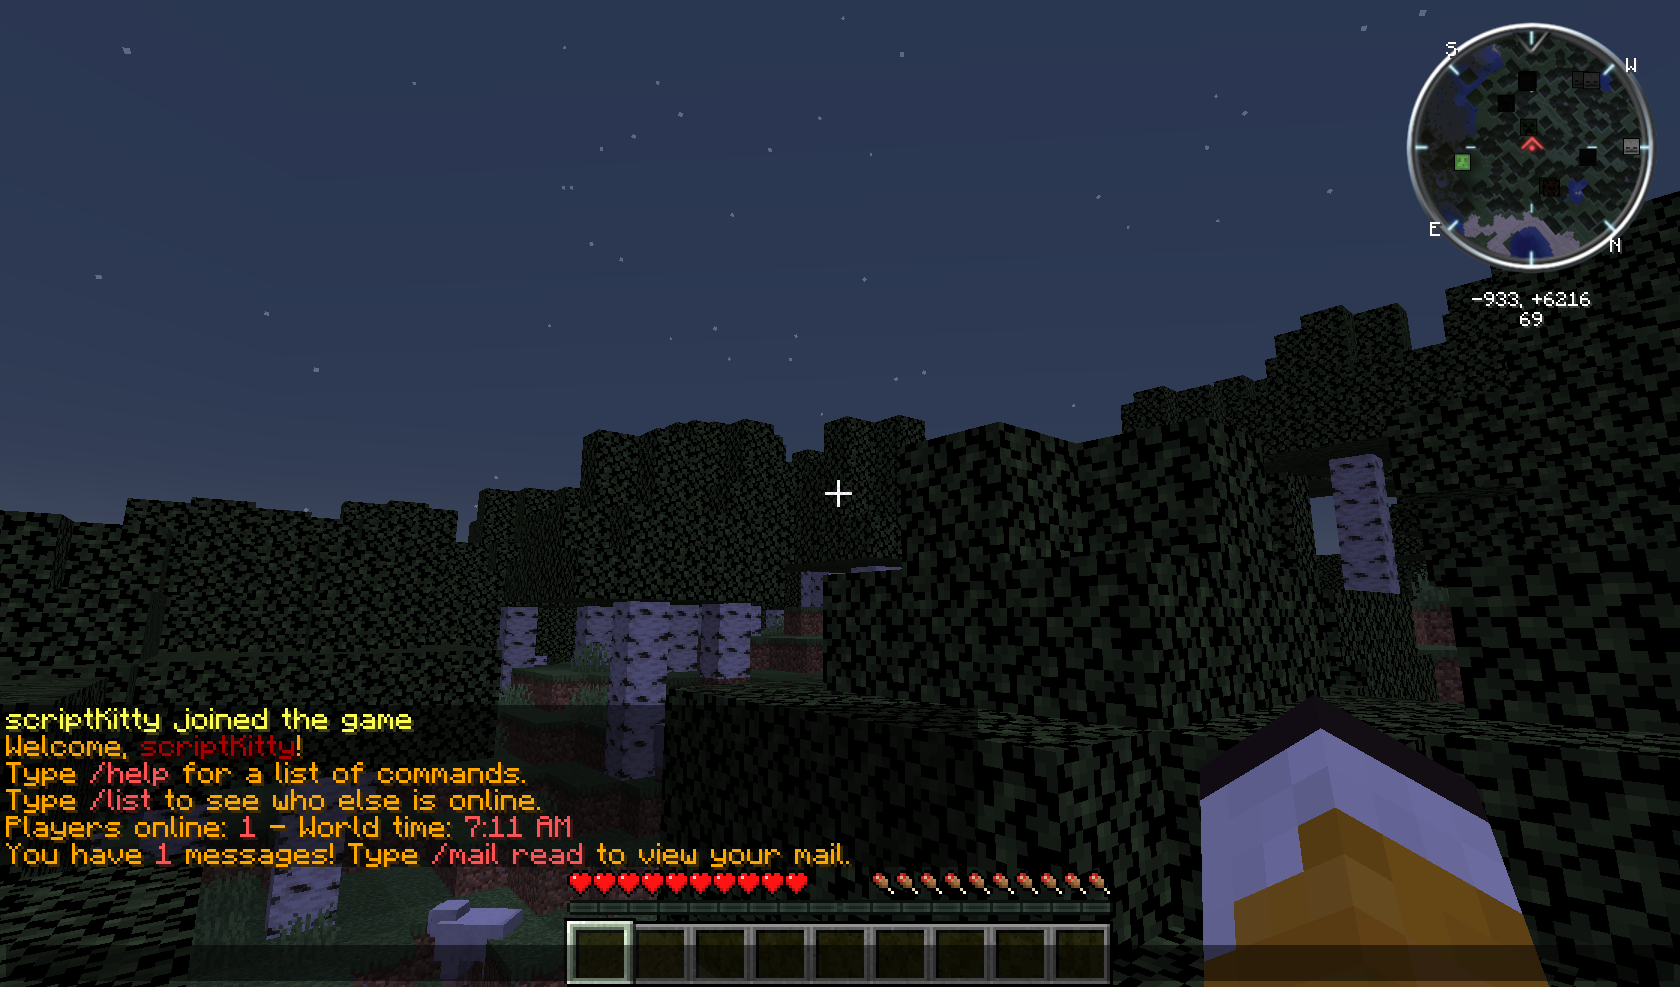 S
W
E
N
-933, +6216
69
scriptKitty joined the game
Welcome, scriptKitty!
Type /help for a list of commands.
Type /list to see who else is online.
Players online: 1 - World time: 7:11 AM
You have 1 messages! Type /mail read to view your mail.